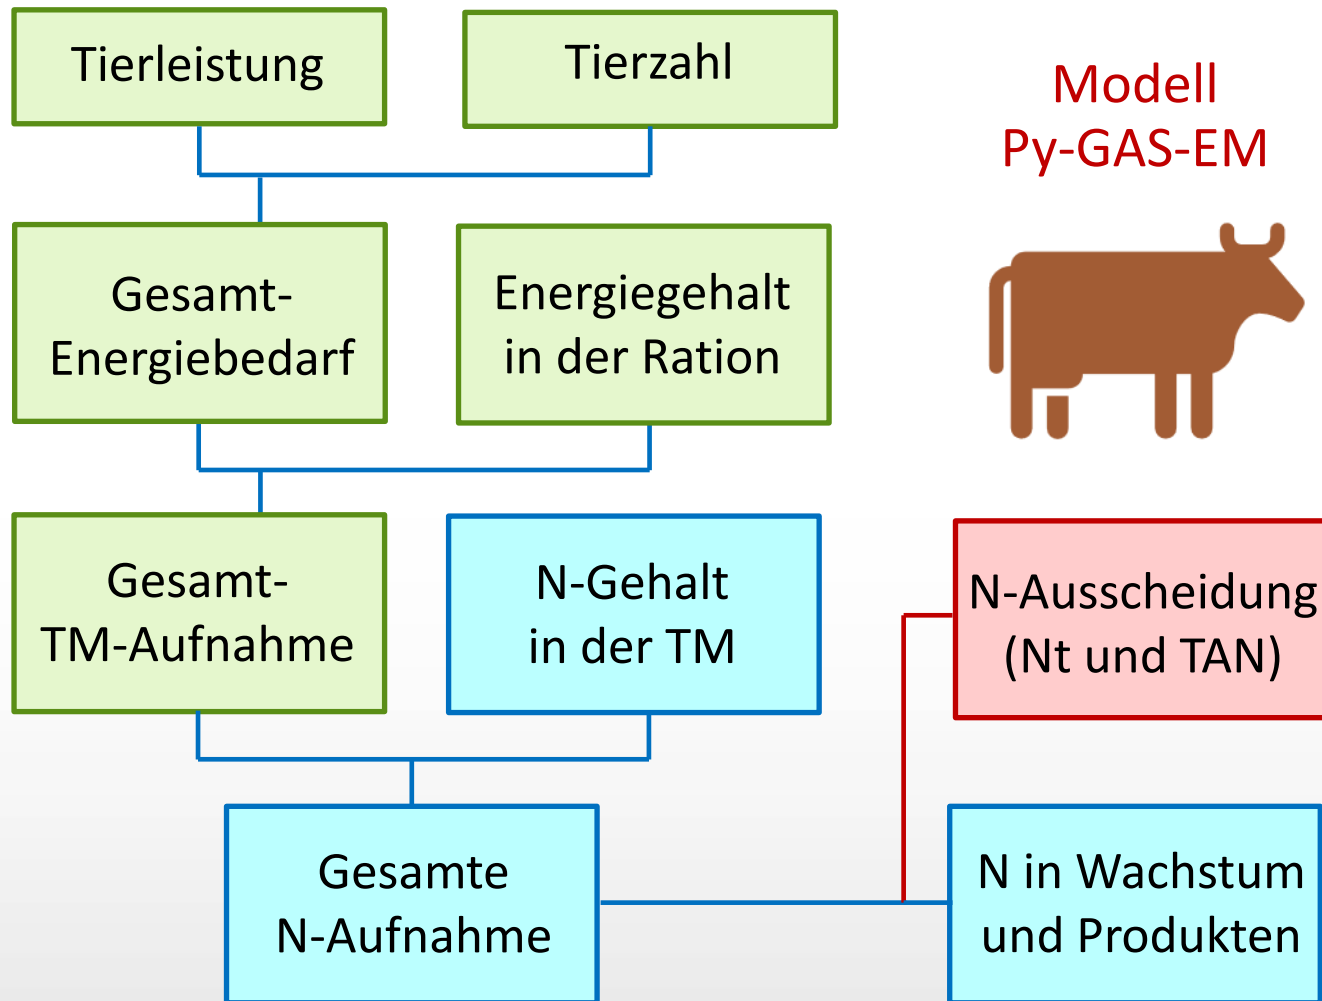 Tierleistung
Tierzahl
Modell
Py-GAS-EM
Gesamt-
Energiebedarf
Energiegehalt
in der Ration
Gesamt-
TM-Aufnahme
N-Gehalt
in der TM
N-Ausscheidung
(Nt und TAN)
Gesamte
N-Aufnahme
N in Wachstum
und Produkten